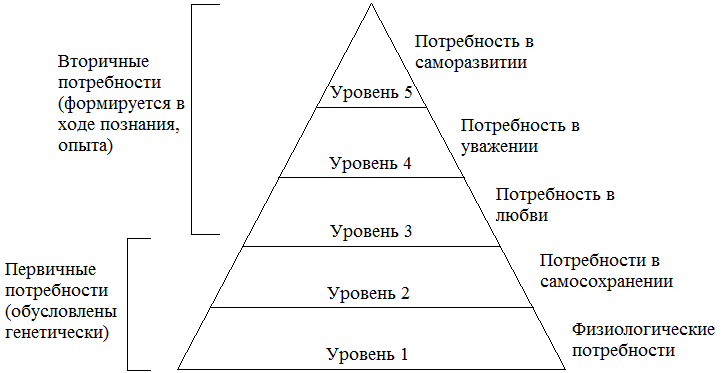 Вторичные
потребности
(формируется в
ходе познания,
опыта)
Первичные
потребности
(обусловлены
генетически)
Уровень 5
Уровень 4
Уровень 3
Уровень 2
Уровень 1
Потребность в
саморазвитии
Потребность в
уважении
Потребность в
любви
Потребности в
самосохранении
Физиологические
потребности